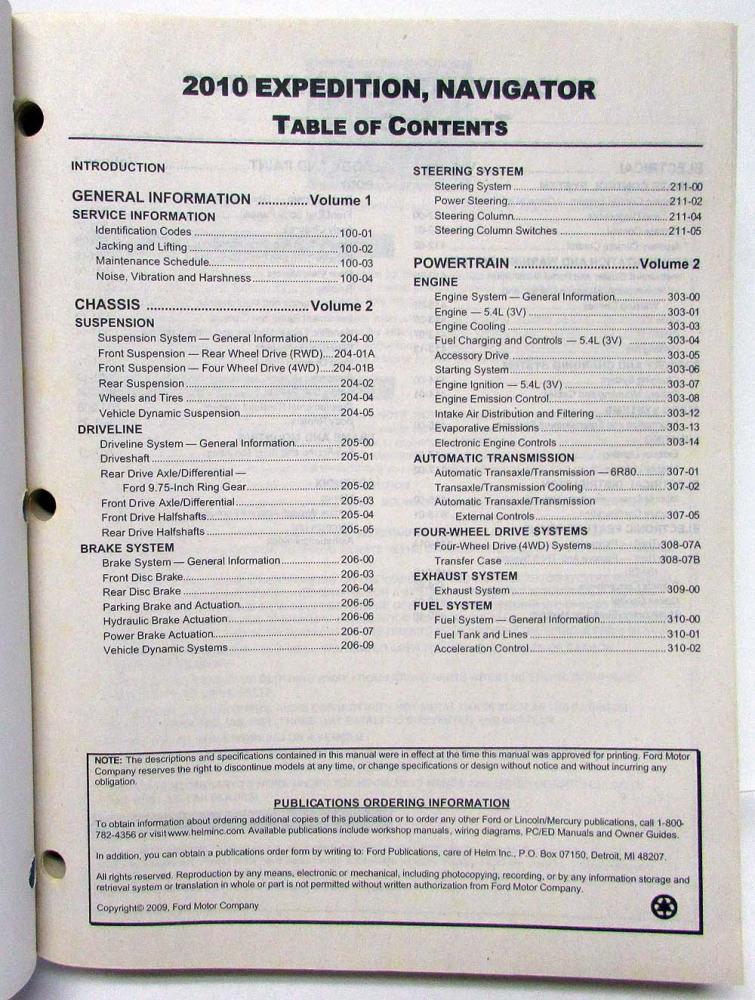 2010 EXPEDITION, NAVIGATOR
TABLE OF CONTENTS
INTRODUCTION
GENERAL INFORMATION ............ Volume 1
SERVICE INFORMATION
Identification Codes ........ 100-01
Jacking and Lifting ........ 100-02
Maintenance Schedule ........ 100-03
Noise, Vibration and Harshness ........ 100-04
CHASSIS ........ Volume 2
SUSPENSION
Suspension System — General Information ........ 204-00
Front Suspension — Rear Wheel Drive (RWD) .... 204-01A
Front Suspension — Four Wheel Drive (4WD) .... 204-01B
Rear Suspension ........ 204-02
Wheels and Tires ........ 204-04
Vehicle Dynamic Suspension ........ 204-05
DRIVELINE
Driveline System — General Information ........ 205-00
Driveshaft ........ 205-01
Rear Drive Axle/Differential —
Ford 9.75-Inch Ring Gear ........ 205-02
Front Drive Axle/Differential ........ 205-03
Front Drive Halfshafts ........ 205-04
Rear Drive Halfshafts ........ 205-05
BRAKE SYSTEM
Brake System — General Information ........ 206-00
Front Disc Brake ........ 206-03
Rear Disc Brake ........ 206-04
Parking Brake and Actuation ........ 206-05
Hydraulic Brake Actuation ........ 206-06
Power Brake Actuation ........ 206-07
Vehicle Dynamic Systems ........ 206-09
STEERING SYSTEM
Steering System ........ 211-00
Power Steering ........ 211-02
Steering Column ........ 211-04
Steering Column Switches ........ 211-05
POWERTRAIN ........ Volume 2
ENGINE
Engine System — General Information ........ 303-00
Engine — 5.4L (3V) ........ 303-01
Engine Cooling ........ 303-03
Fuel Charging and Controls — 5.4L (3V) ........ 303-04
Accessory Drive ........ 303-05
Starting System ........ 303-06
Engine Ignition — 5.4L (3V) ........ 303-07
Engine Emission Control ........ 303-08
Intake Air Distribution and Filtering ........ 303-12
Evaporative Emissions ........ 303-13
Electronic Engine Controls ........ 303-14
AUTOMATIC TRANSMISSION
Automatic Transaxle/Transmission — 6R80 ........ 307-01
Transaxle/Transmission Cooling ........ 307-02
Automatic Transaxle/Transmission
External Controls ........ 307-05
FOUR-WHEEL DRIVE SYSTEMS
Four-Wheel Drive (4WD) Systems ........ 308-07A
Transfer Case ........ 308-07B
EXHAUST SYSTEM
Exhaust System ........ 309-00
FUEL SYSTEM
Fuel System — General Information ........ 310-00
Fuel Tank and Lines ........ 310-01
Acceleration Control ........ 310-02
NOTE: The descriptions and specifications contained in this manual were in effect at the time this manual was approved for printing. Ford Motor
Company reserves the right to discontinue models at any time, or change specifications or design without notice and without incurring any
obligation.
PUBLICATIONS ORDERING INFORMATION
To obtain information about ordering additional copies of this publication or to order any other Ford or Lincoln/Mercury publications, call 1-800-
782-4356 or visit www.helminc.com. Available publications include workshop manuals, wiring diagrams, PC/ED Manuals and Owner Guides.
In addition, you can obtain a publications order form by writing to: Ford Publications, care of Helm Inc., P.O. Box 07150, Detroit, MI 48207.
All rights reserved. Reproduction by any means, electronic or mechanical, including photocopying, recording, or by any information storage and
retrieval system or translation in whole or part is not permitted without written authorization from Ford Motor Company.
Copyright© 2009, Ford Motor Company